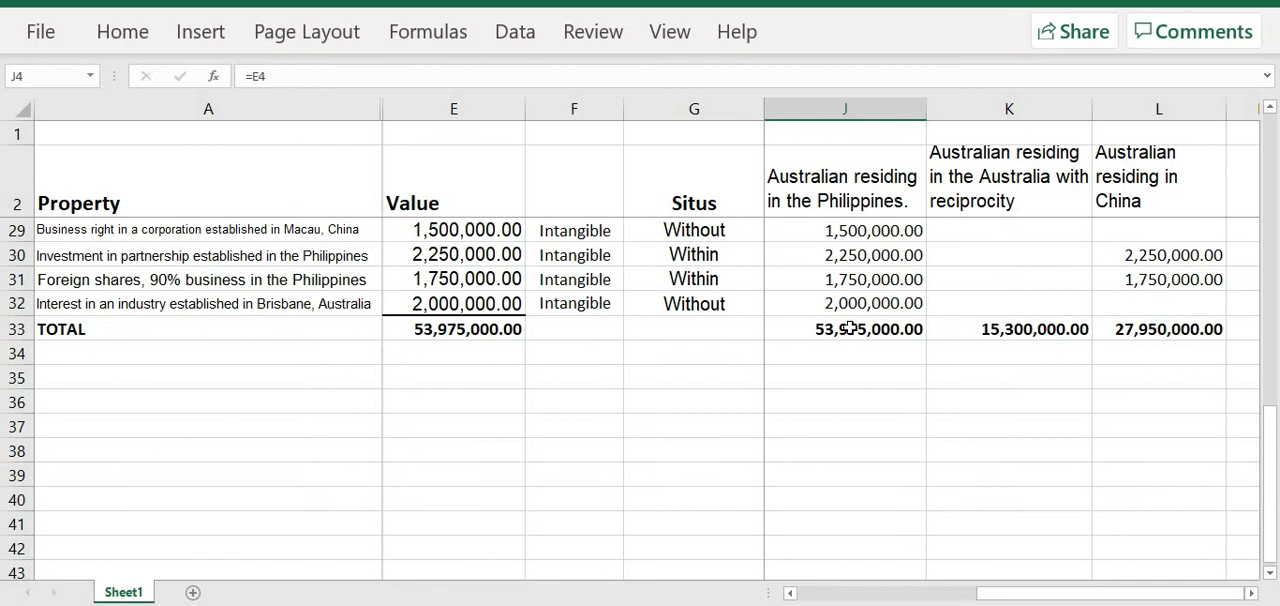 File Home Insert Page Layout Formulas Data Review View Help Share Comments
J4 fx =E4
A E F G J K L
1
2 Property Value Situs Australian residing in the Philippines. Australian residing in the Australia with reciprocity Australian residing in China
29 Business right in a corporation established in Macau, China 1,500,000.00 Intangible Without 1,500,000.00
30 Investment in partnership established in the Philippines 2,250,000.00 Intangible Within 2,250,000.00 2,250,000.00
31 Foreign shares, 90% business in the Philippines 1,750,000.00 Intangible Within 1,750,000.00 1,750,000.00
32 Interest in an industry established in Brisbane, Australia 2,000,000.00 Intangible Without 2,000,000.00
33 TOTAL 53,975,000.00 53,975,000.00 15,300,000.00 27,950,000.00
34
35
36
37
38
39
40
41
42
43
Sheet1